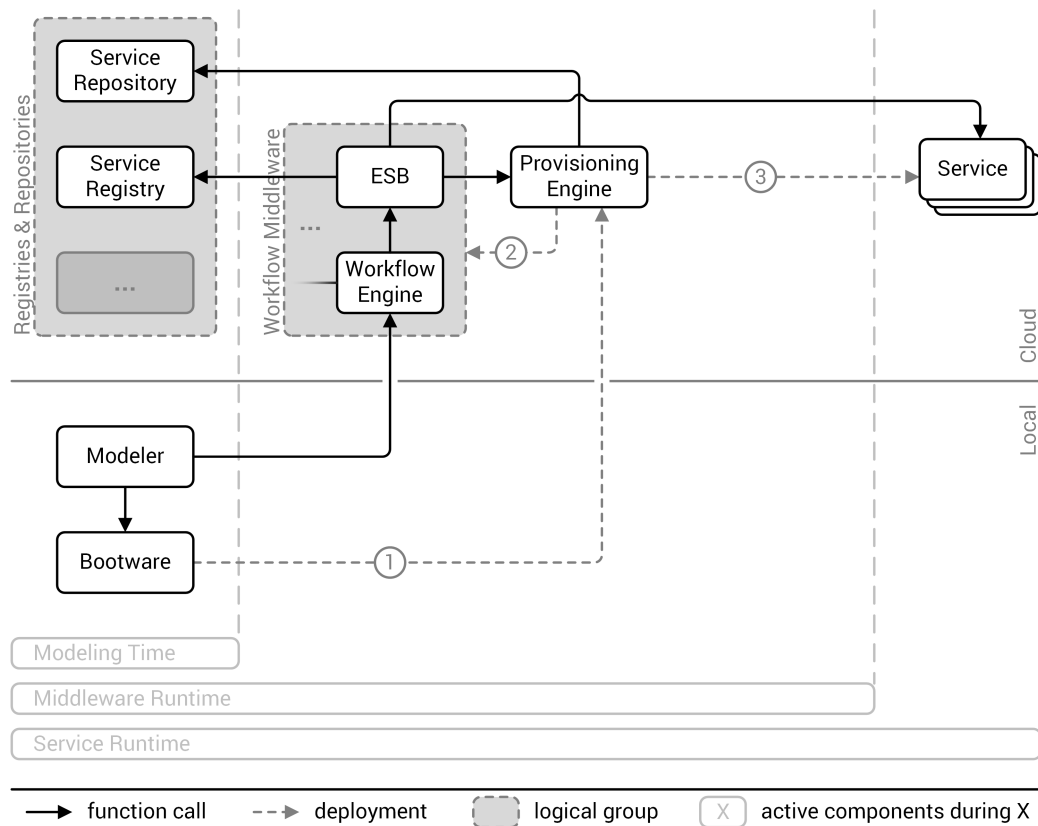 Registries & Repositories
Service
Repository
Service
Registry
...
Workflow Middleware
ESB
...
Workflow
Engine
Provisioning
Engine
Service
3
2
Cloud
Local
Modeler
Bootware
1
Modeling Time
Middleware Runtime
Service Runtime
function call
deployment
logical group
X
active components during X